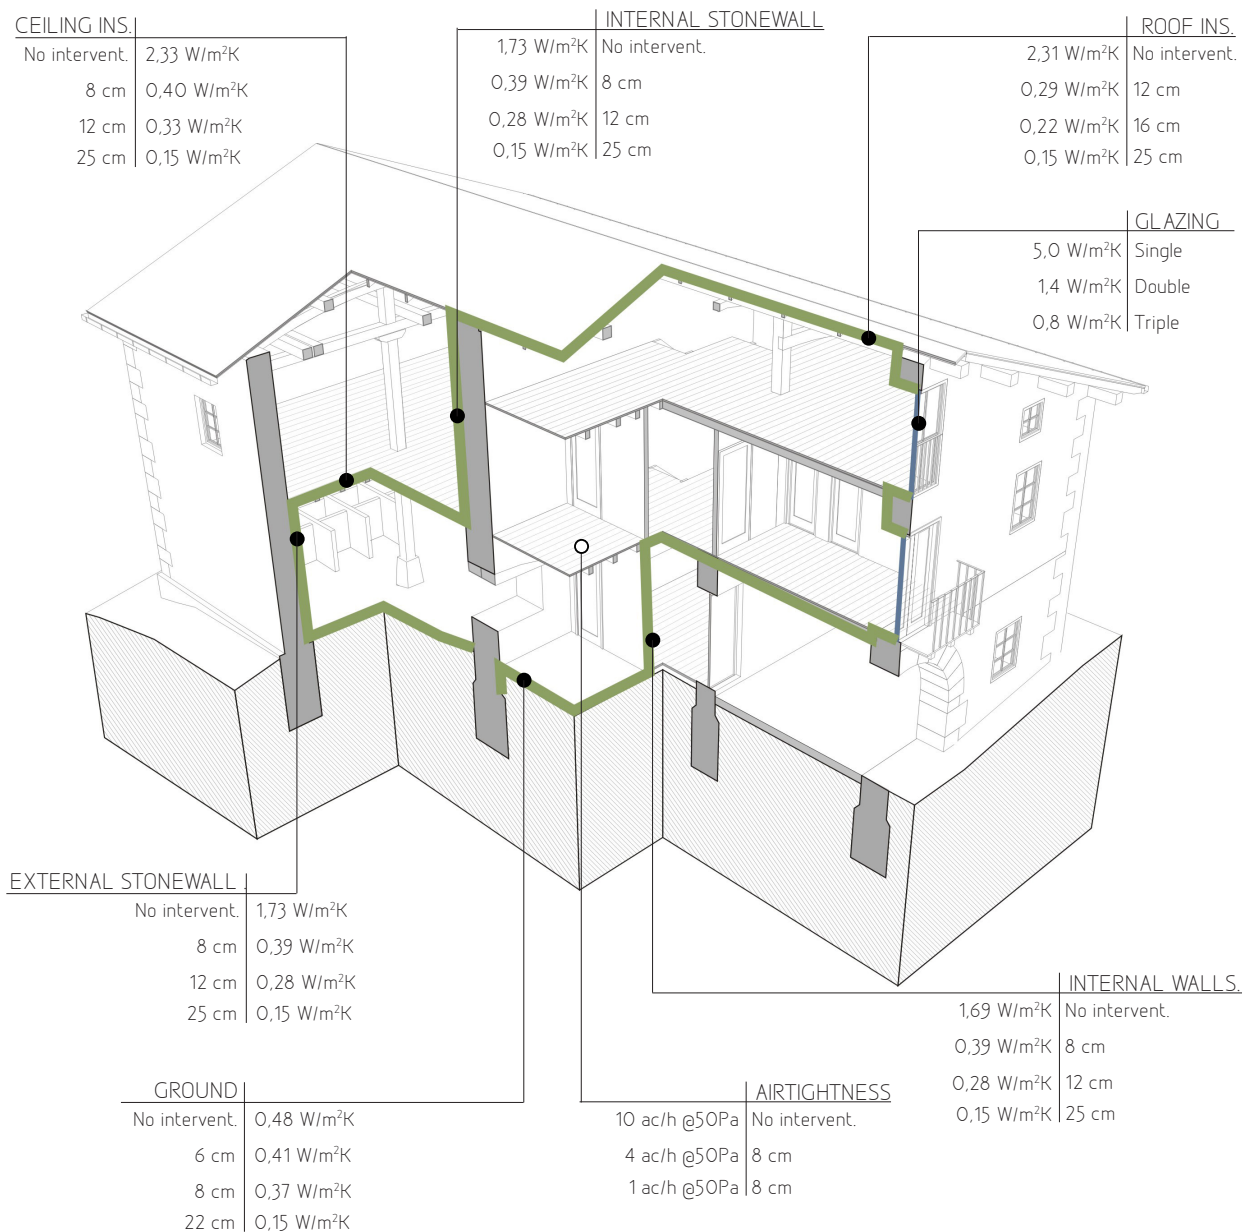 CEILING INS.
No intervent. 2,33 W/m²K
8 cm 0,40 W/m²K
12 cm 0,33 W/m²K
25 cm 0,15 W/m²K
INTERNAL STONEWALL
1,73 W/m²K No intervent.
0,39 W/m²K 8 cm
0,28 W/m²K 12 cm
0,15 W/m²K 25 cm
ROOF INS.
2,31 W/m²K No intervent.
0,29 W/m²K 12 cm
0,22 W/m²K 16 cm
0,15 W/m²K 25 cm
GLAZING
5,0 W/m²K Single
1,4 W/m²K Double
0,8 W/m²K Triple
EXTERNAL STONEWALL
No intervent. 1,73 W/m²K
8 cm 0,39 W/m²K
12 cm 0,28 W/m²K
25 cm 0,15 W/m²K
INTERNAL WALLS.
1,69 W/m²K No intervent.
0,39 W/m²K 8 cm
0,28 W/m²K 12 cm
0,15 W/m²K 25 cm
GROUND
No intervent. 0,48 W/m²K
6 cm 0,41 W/m²K
8 cm 0,37 W/m²K
22 cm 0,15 W/m²K
AIRTIGHTNESS
10 ac/h @50Pa No intervent.
4 ac/h @50Pa 8 cm
1 ac/h @50Pa 8 cm